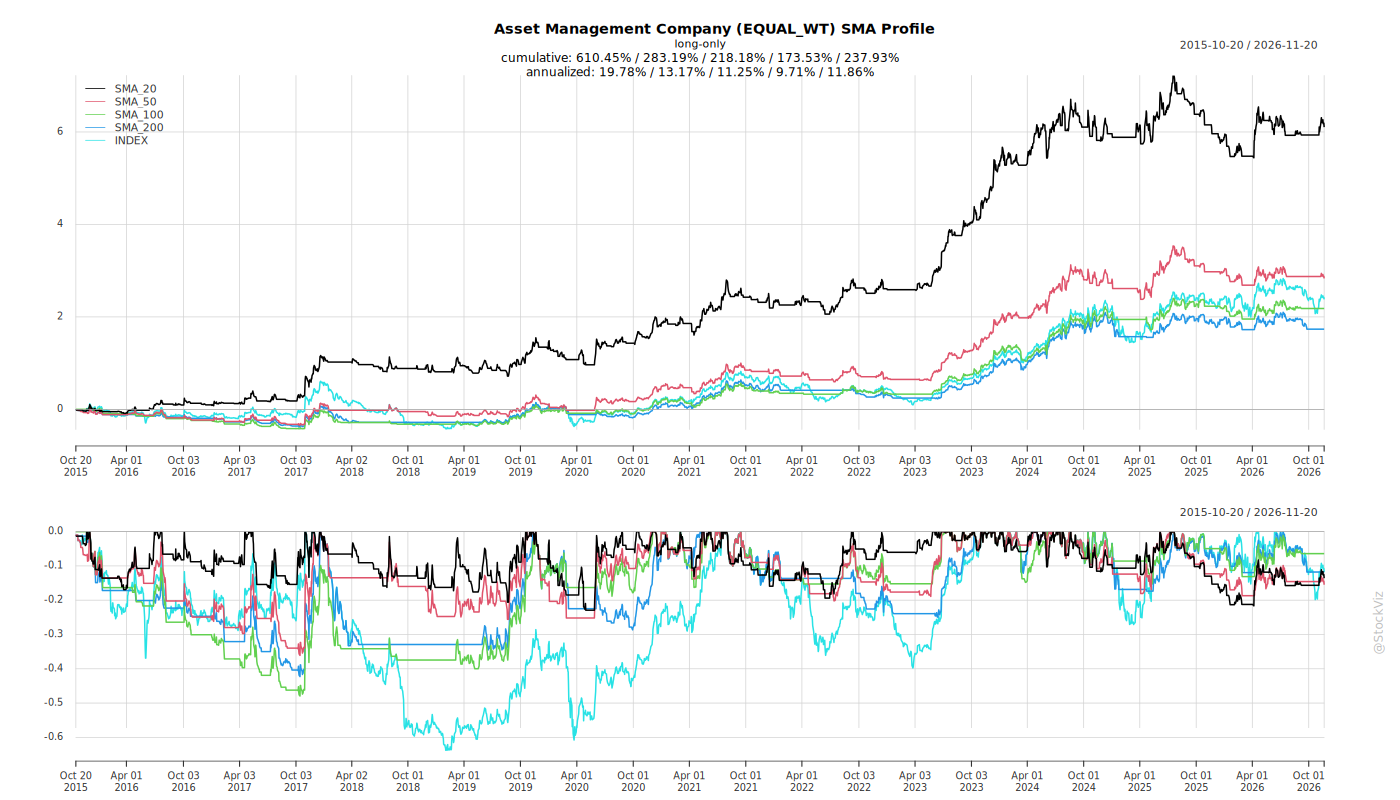 Asset Management Company (EQUAL_WT) SMA Profile
long-only
cumulative: 610.45% / 283.19% / 218.18% / 173.53% / 237.93%
annualized: 19.78% / 13.17% / 11.25% / 9.71% / 11.86%
2015-10-20 / 2026-11-20
SMA_20
SMA_50
SMA_100
SMA_200
INDEX
6
4
2
0
Oct 20 Apr 01 Oct 03 Apr 03 Oct 03 Apr 02 Oct 01 Apr 01 Oct 01 Apr 01 Oct 01 Apr 01 Oct 01 Apr 01 Oct 03 Apr 03 Oct 03 Apr 01 Oct 01 Apr 01 Oct 01 Apr 01 Oct 01
2015 2016 2016 2017 2017 2018 2018 2019 2019 2020 2020 2021 2021 2022 2022 2023 2023 2024 2024 2025 2025 2026 2026
2015-10-20 / 2026-11-20
0.0
-0.1
-0.2
-0.3
-0.4
-0.5
-0.6
Oct 20 Apr 01 Oct 03 Apr 03 Oct 03 Apr 02 Oct 01 Apr 01 Oct 01 Apr 01 Oct 01 Apr 01 Oct 01 Apr 01 Oct 03 Apr 03 Oct 03 Apr 01 Oct 01 Apr 01 Oct 01 Apr 01 Oct 01
2015 2016 2016 2017 2017 2018 2018 2019 2019 2020 2020 2021 2021 2022 2022 2023 2023 2024 2024 2025 2025 2026 2026
@StockViz